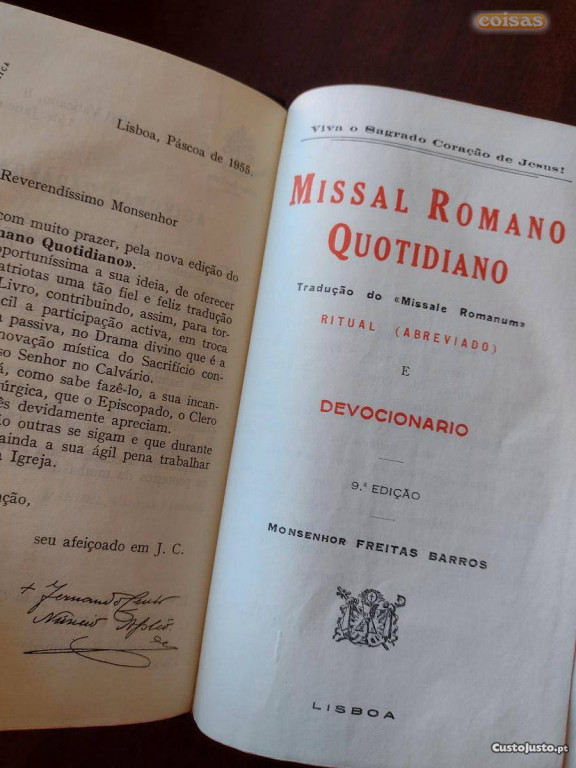 coisas
TICA
Lisboa, Páscoa de 1955.
Reverendíssimo Monsenhor
com muito prazer, pela nova edição do
mano Quotidiano».
oportuníssima a sua ideia, de oferecer
atriotas uma tão fiel e feliz tradução
Livro, contribuindo, assim, para tor-
cil a participação activa, em troca
passiva, no Drama divino que é a
novação mística do Sacrifício con-
so Senhor no Calvário.
á, como sabe fazê-lo, a sua incan-
úrgica, que o Episcopado, o Clero
ês devidamente apreciam.
o outras se sigam e que durante
ainda a sua ágil pena trabalhar
a Igreja.
nção,
seu afeiçoado em J. C.
+ Fernando
Núncio
Viva o Sagrado Coração de Jesus!
MISSAL ROMANO
QUOTIDIANO
Tradução do «Missale Romanum»
RITUAL (ABREVIADO)
E
DEVOCIONARIO
9.ª EDIÇÃO
MONSENHOR FREITAS BARROS
LISBOA
CustoJusto.pt